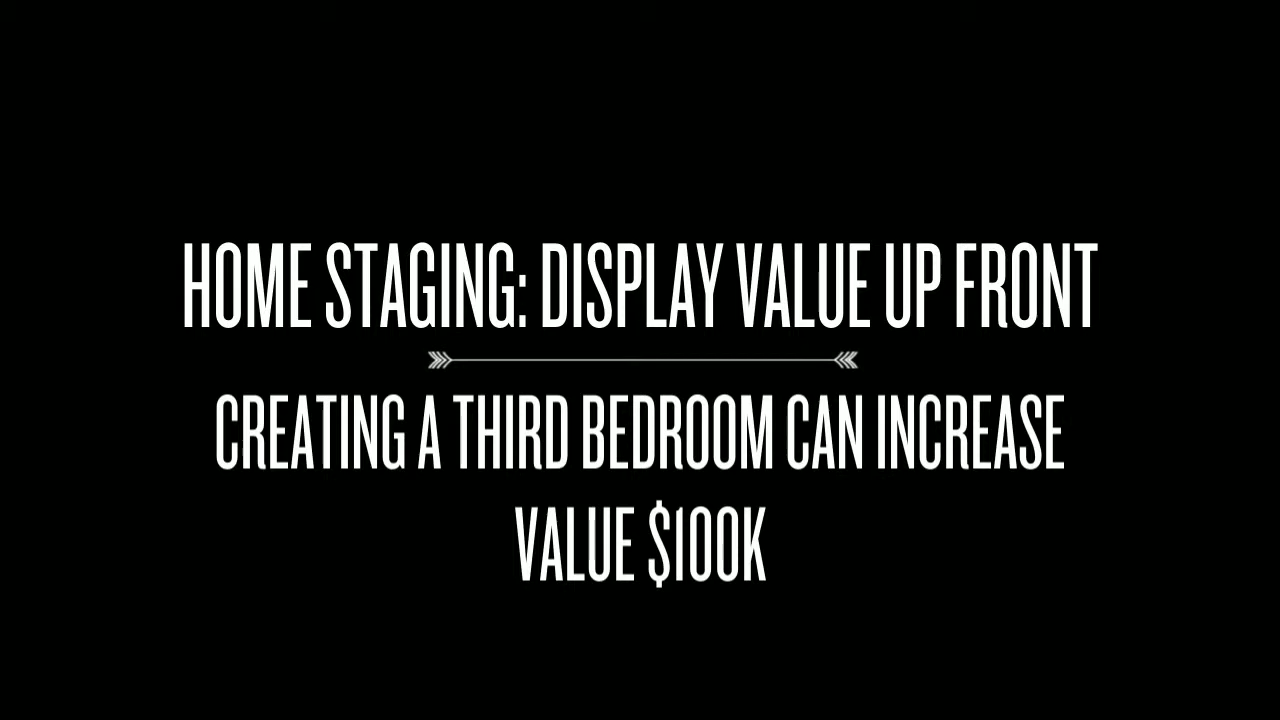 HOME STAGING: DISPLAY VALUE UP FRONT
CREATING A THIRD BEDROOM CAN INCREASE
VALUE $100K